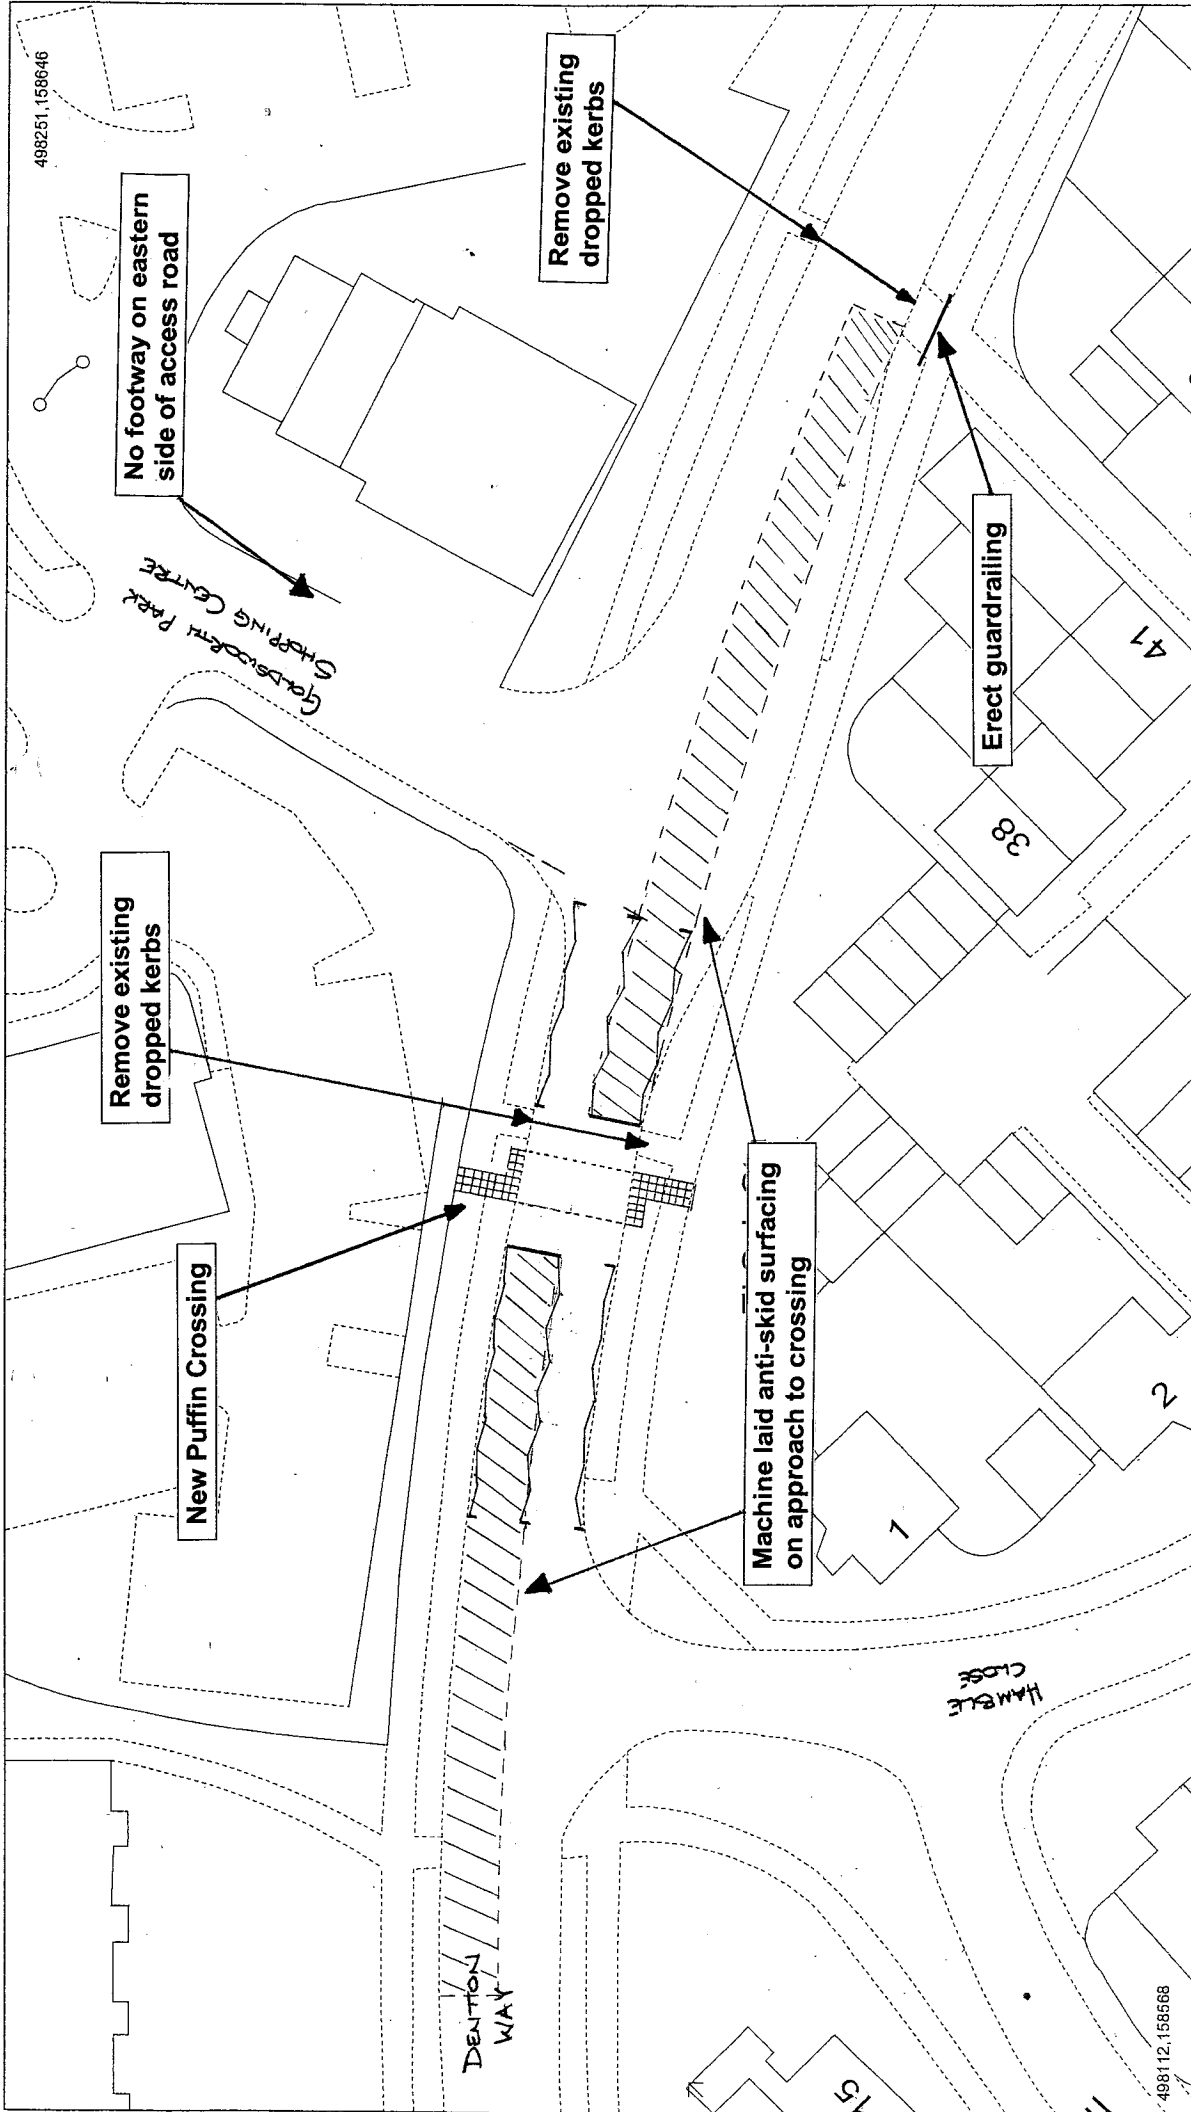 498251,158646
No footway on eastern
side of access road
Remove existing
dropped kerbs
GOLDSWORTH PARK
SHOPPING CENTRE
Remove existing
dropped kerbs
New Puffin Crossing
Erect guardrailing
41
38
Machine laid anti-skid surfacing
on approach to crossing
1
2
HAMBLE
CLOSE
DENTON
WAY
15
498112,158568